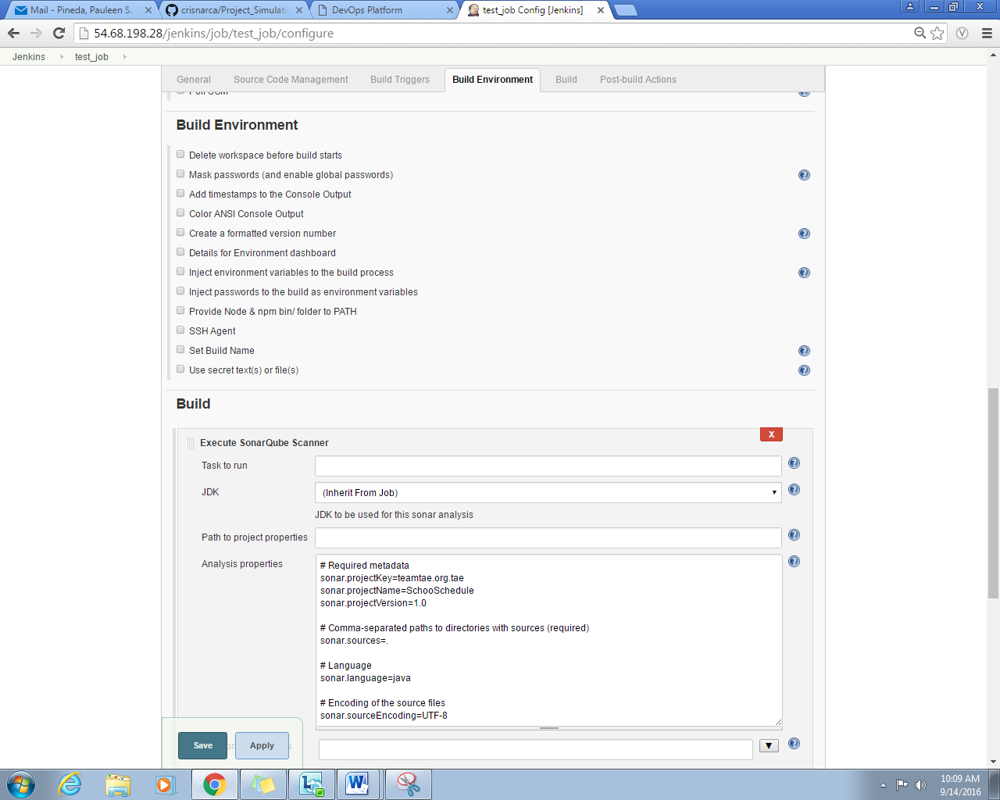 Mail - Pineda, Pauleen S. -
crisnarca/Project_Simulati
DevOps Platform
test_job Config [Jenkins]
54.68.198.28/jenkins/job/test_job/configure
Jenkins
test_job
General
Source Code Management
Build Triggers
Build Environment
Build
Post-build Actions
Poll SCM
Build Environment
Delete workspace before build starts
Mask passwords (and enable global passwords)
Add timestamps to the Console Output
Color ANSI Console Output
Create a formatted version number
Details for Environment dashboard
Inject environment variables to the build process
Inject passwords to the build as environment variables
Provide Node & npm bin/ folder to PATH
SSH Agent
Set Build Name
Use secret text(s) or file(s)
Build
X
Execute SonarQube Scanner
Task to run
JDK
(Inherit From Job)
JDK to be used for this sonar analysis
Path to project properties
Analysis properties
# Required metadata
sonar.projectKey=teamtae.org.tae
sonar.projectName=SchooSchedule
sonar.projectVersion=1.0
# Comma-separated paths to directories with sources (required)
sonar.sources=.
# Language
sonar.language=java
# Encoding of the source files
sonar.sourceEncoding=UTF-8
Save
Apply
10:09 AM
9/14/2016